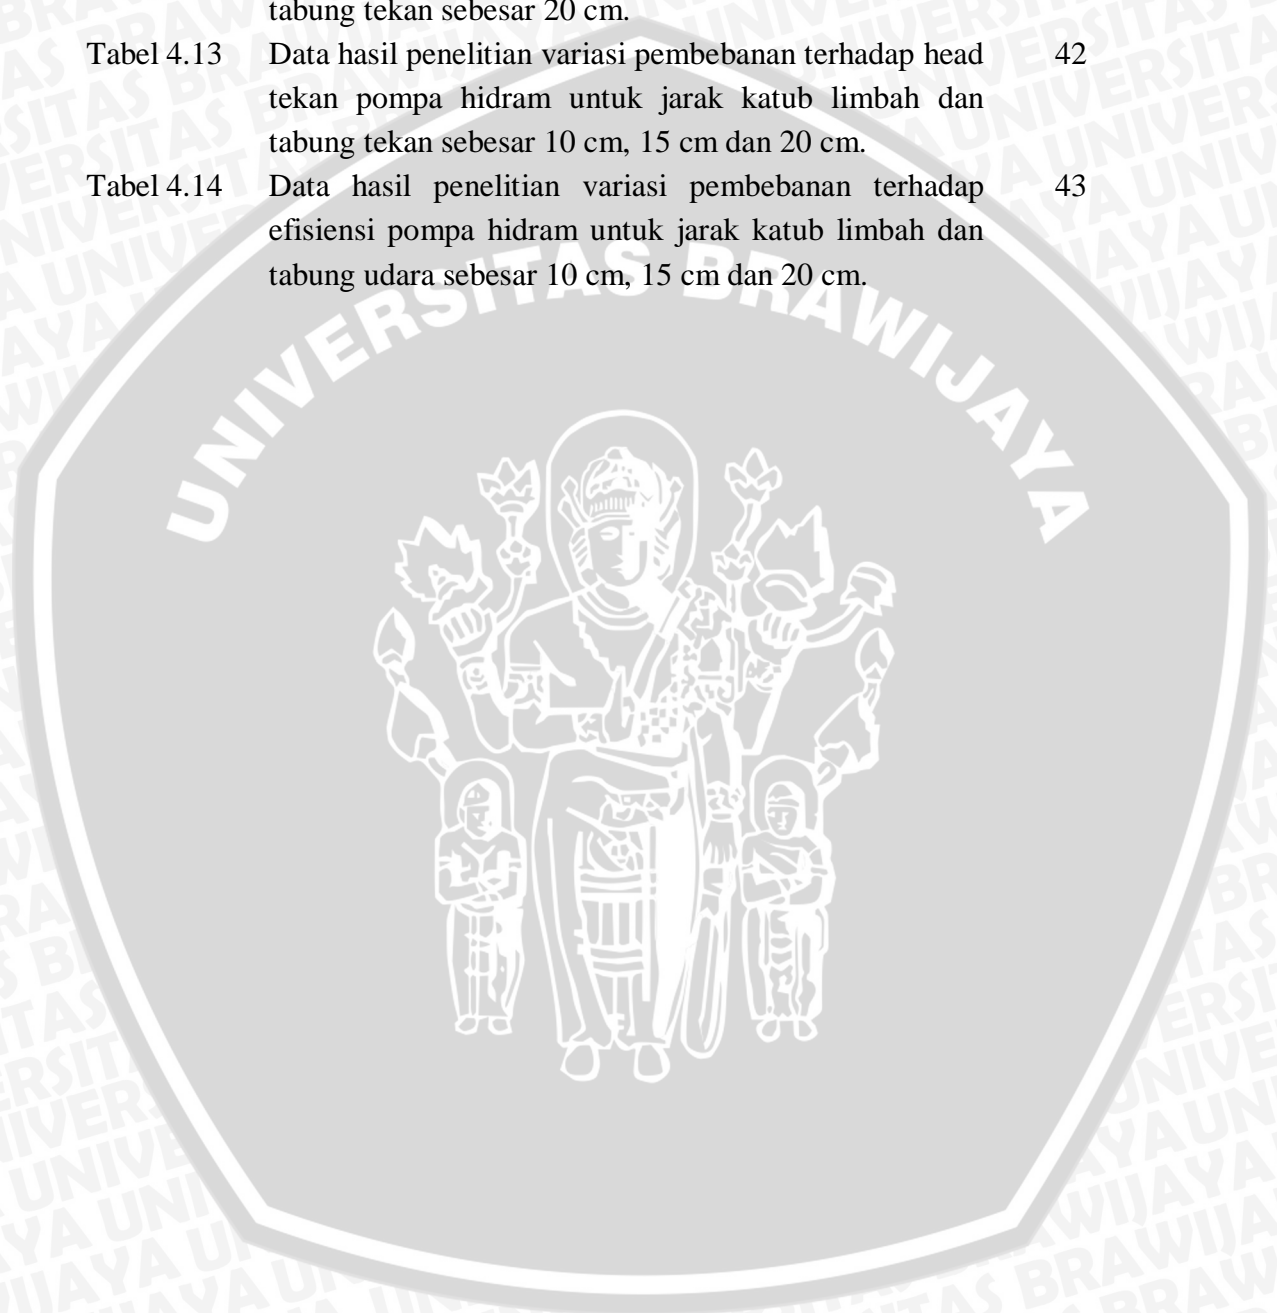 tabung tekan sebesar 20 cm.
Tabel 4.13 Data hasil penelitian variasi pembebanan terhadap head 42
tekan pompa hidram untuk jarak katub limbah dan
tabung tekan sebesar 10 cm, 15 cm dan 20 cm.
Tabel 4.14 Data hasil penelitian variasi pembebanan terhadap 43
efisiensi pompa hidram untuk jarak katub limbah dan
tabung udara sebesar 10 cm, 15 cm dan 20 cm.
UNIVERSITAS BRAWIJAYA